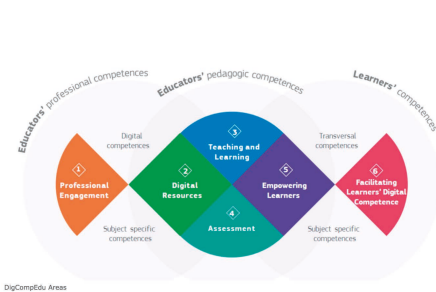 Educators' professional competences
Educators' pedagogic competences
Learners' competences
Digital
competences
3
Teaching and
Learning
Transversal
competences
1
Professional
Engagement
2
Digital
Resources
5
Empowering
Learners
6
Facilitating
Learners' Digital
Competence
4
Assessment
Subject specific
competences
Subject specific
competences
DigCompEdu Areas